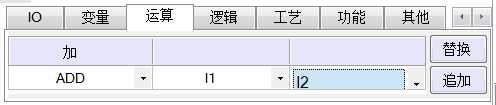 IO 变量 运算 逻辑 工艺 功能 其他
加 替换
ADD I1 I2 追加